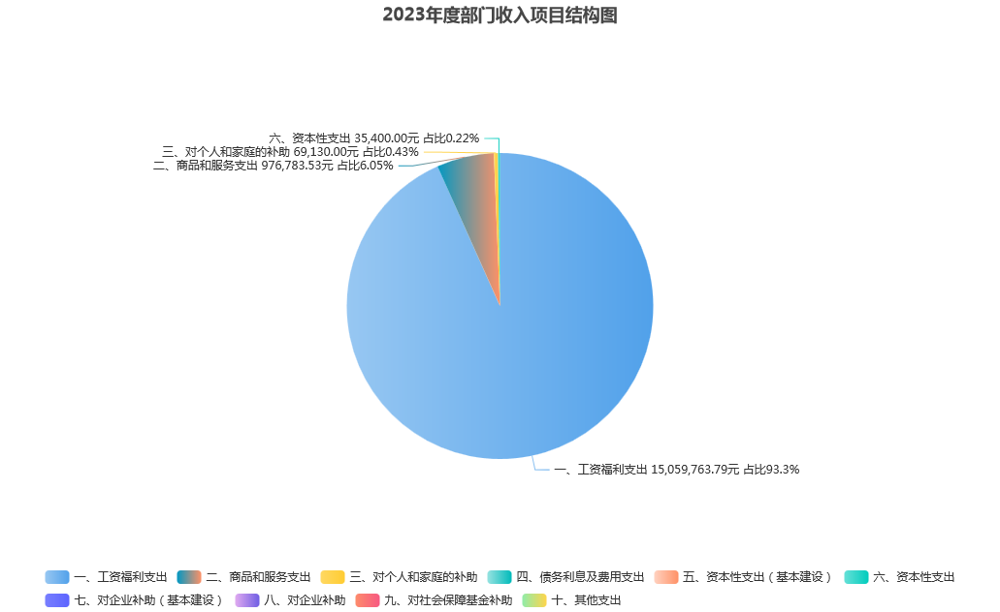 2023年度部门收入项目结构图
六、资本性支出 35,400.00元 占比0.22%
三、对个人和家庭的补助 69,130.00元 占比0.43%
二、商品和服务支出 976,783.53元 占比6.05%
一、工资福利支出 15,059,763.79元 占比93.3%
一、工资福利支出 二、商品和服务支出 三、对个人和家庭的补助 四、债务利息及费用支出 五、资本性支出（基本建设） 六、资本性支出
七、对企业补助（基本建设） 八、对企业补助 九、对社会保障基金补助 十、其他支出